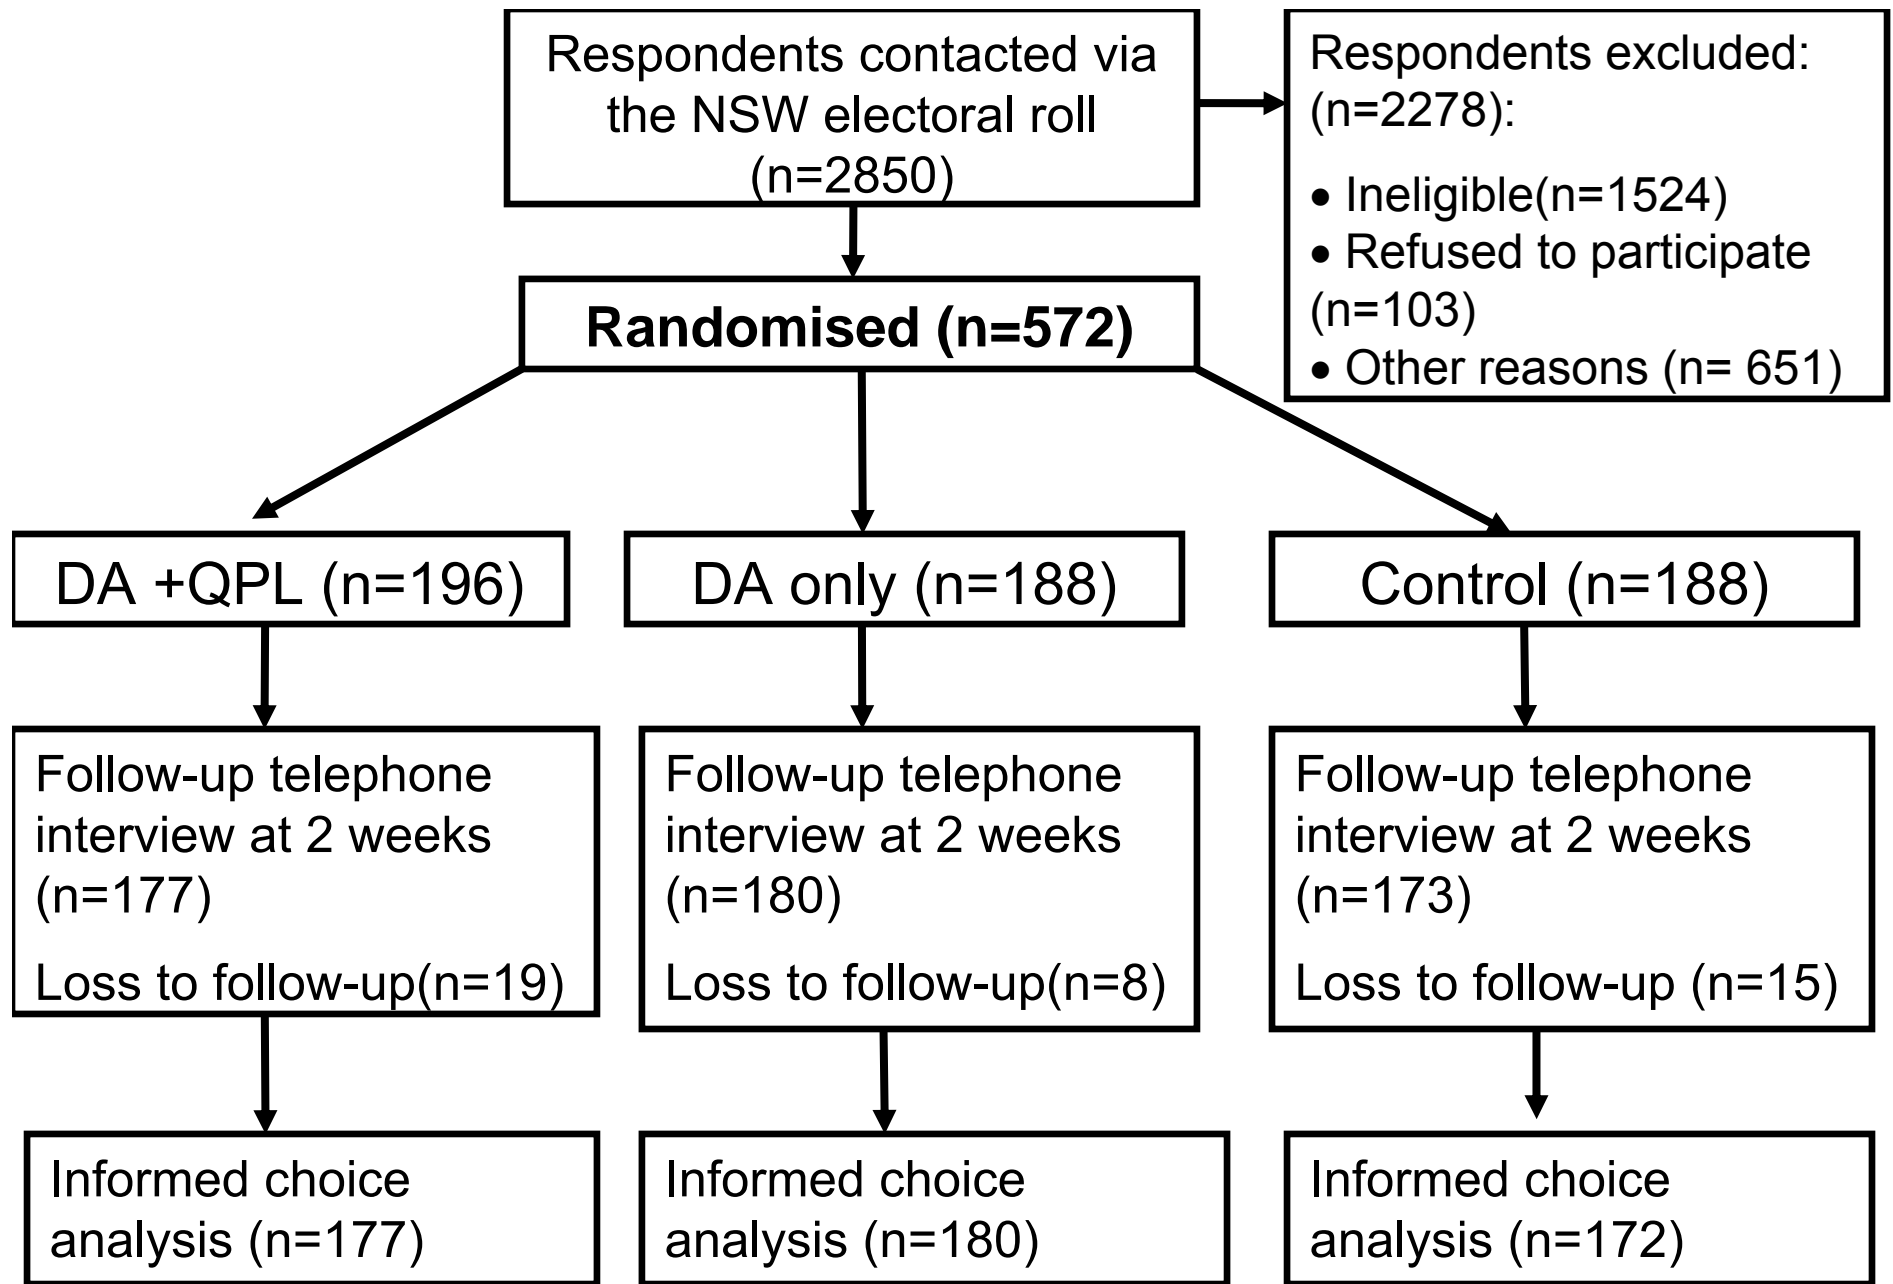 Respondents contacted via
the NSW electoral roll
(n=2850)
Respondents excluded:
(n=2278):
• Ineligible(n=1524)
• Refused to participate
(n=103)
• Other reasons (n= 651)
Randomised (n=572)
DA +QPL (n=196)
DA only (n=188)
Control (n=188)
Follow-up telephone
interview at 2 weeks
(n=177)
Loss to follow-up(n=19)
Follow-up telephone
interview at 2 weeks
(n=180)
Loss to follow-up(n=8)
Follow-up telephone
interview at 2 weeks
(n=173)
Loss to follow-up (n=15)
Informed choice
analysis (n=177)
Informed choice
analysis (n=180)
Informed choice
analysis (n=172)